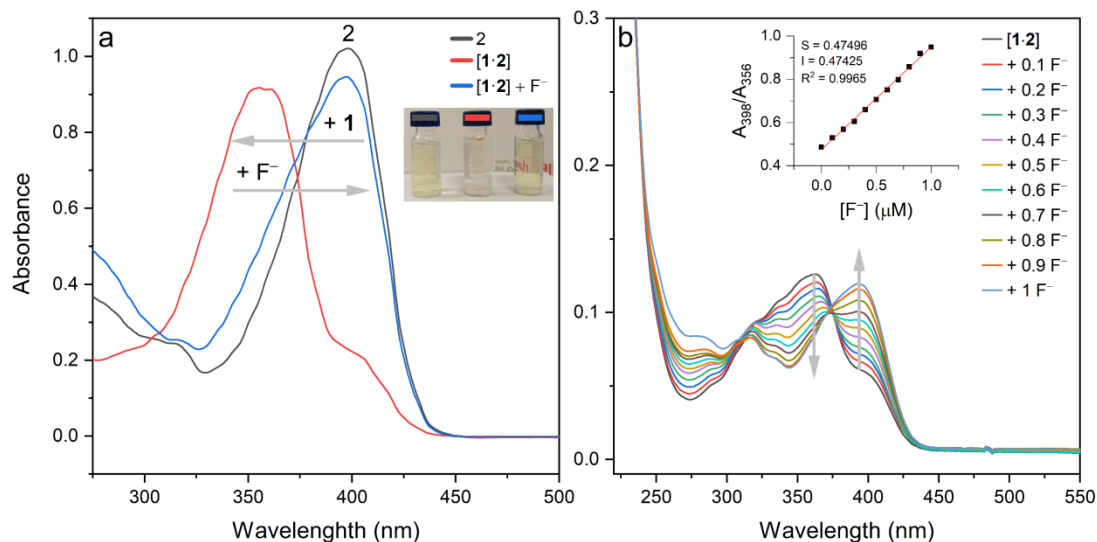 a
2
2
[1·2]
[1·2] + F⁻
+ 1
+ F⁻
1.0
0.8
0.6
0.4
0.2
0.0
Absorbance
300
350
400
450
500
Wavelenghth (nm)
b
0.3
0.2
0.1
0.0
250
300
350
400
450
500
550
Wavelength (nm)
S = 0.47496
I = 0.47425
R² = 0.9965
A₃₉₈/A₃₅₆
1.0
0.8
0.6
0.4
0.0
0.5
1.0
[F⁻] (μM)
[1·2]
+ 0.1 F⁻
+ 0.2 F⁻
+ 0.3 F⁻
+ 0.4 F⁻
+ 0.5 F⁻
+ 0.6 F⁻
+ 0.7 F⁻
+ 0.8 F⁻
+ 0.9 F⁻
+ 1 F⁻